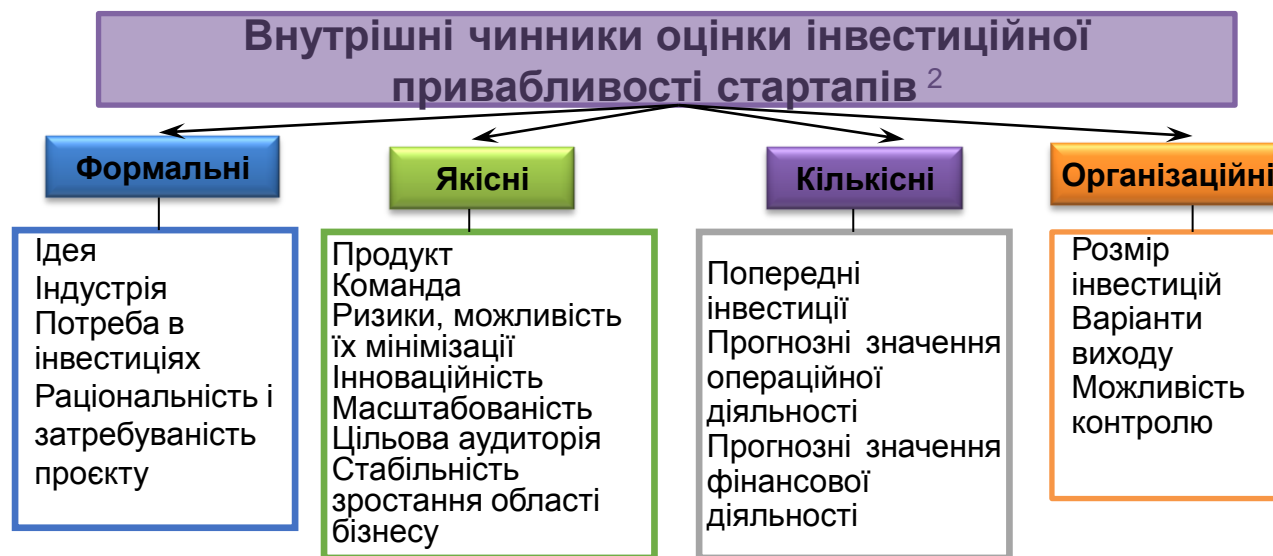 Внутрішні чинники оцінки інвестиційної
привабливості стартапів 2
Формальні
Ідея
Індустрія
Потреба в
інвестиціях
Раціональність і
затребуваність
проєкту
Якісні
Продукт
Команда
Ризики, можливість
їх мінімізації
Інноваційність
Масштабованість
Цільова аудиторія
Стабільність
зростання області
бізнесу
Кількісні
Попередні
інвестиції
Прогнозні значення
операційної
діяльності
Прогнозні значення
фінансової
діяльності
Організаційні
Розмір
інвестицій
Варіанти
виходу
Можливість
контролю